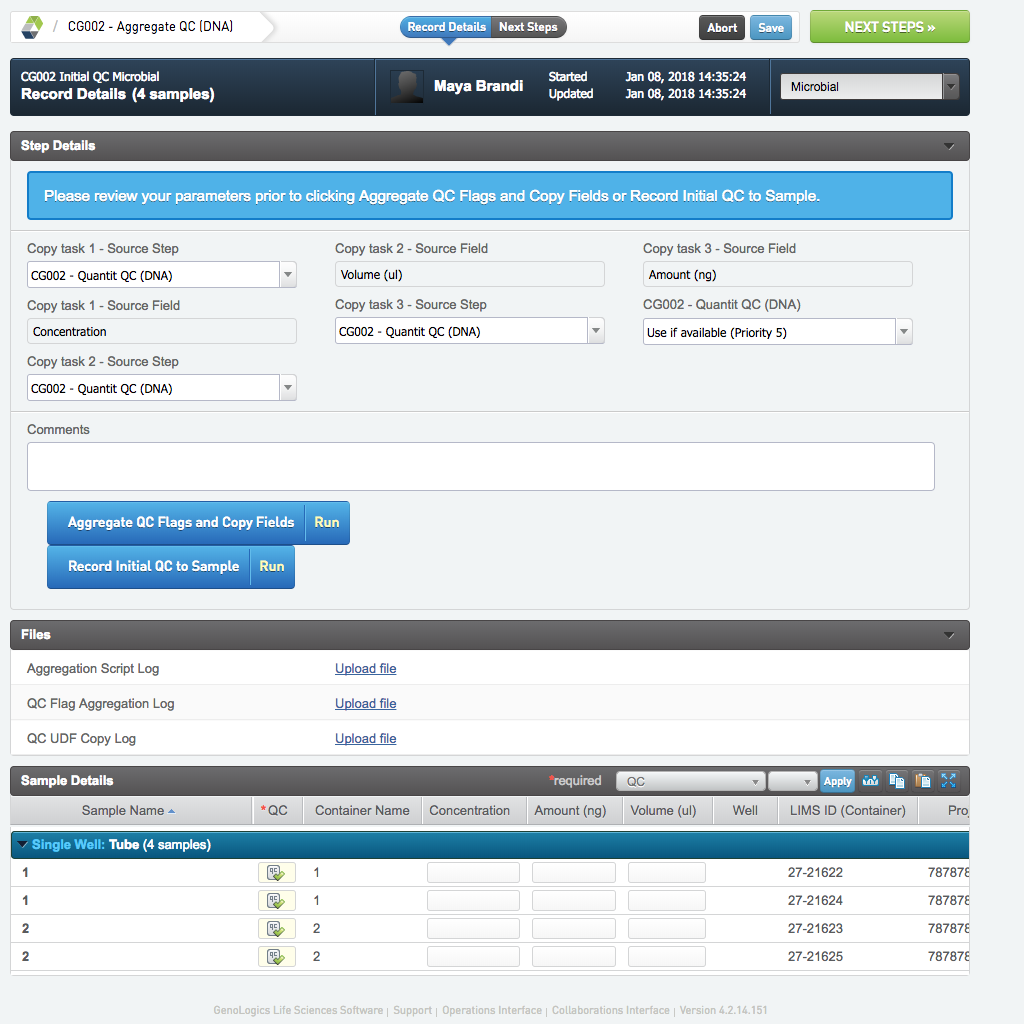 / CG002 - Aggregate QC (DNA)
Record Details Next Steps
Abort Save NEXT STEPS »
CG002 Initial QC Microbial
Record Details (4 samples)
Maya Brandi
Started Jan 08, 2018 14:35:24
Updated Jan 08, 2018 14:35:24
Microbial
Step Details
Please review your parameters prior to clicking Aggregate QC Flags and Copy Fields or Record Initial QC to Sample.
Copy task 1 - Source Step
CG002 - Quantit QC (DNA)
Copy task 1 - Source Field
Concentration
Copy task 2 - Source Step
CG002 - Quantit QC (DNA)
Copy task 2 - Source Field
Volume (ul)
Copy task 3 - Source Step
CG002 - Quantit QC (DNA)
Copy task 3 - Source Field
Amount (ng)
CG002 - Quantit QC (DNA)
Use if available (Priority 5)
Comments
Aggregate QC Flags and Copy Fields Run
Record Initial QC to Sample Run
Files
Aggregation Script Log Upload file
QC Flag Aggregation Log Upload file
QC UDF Copy Log Upload file
Sample Details *required QC Apply
Sample Name *QC Container Name Concentration Amount (ng) Volume (ul) Well LIMS ID (Container) Proj
Single Well: Tube (4 samples)
1 QC 1 27-21622 787878
1 QC 1 27-21624 787878
2 QC 2 27-21623 787878
2 QC 2 27-21625 787878
GenoLogics Life Sciences Software | Support | Operations Interface | Collaborations Interface | Version 4.2.14.151